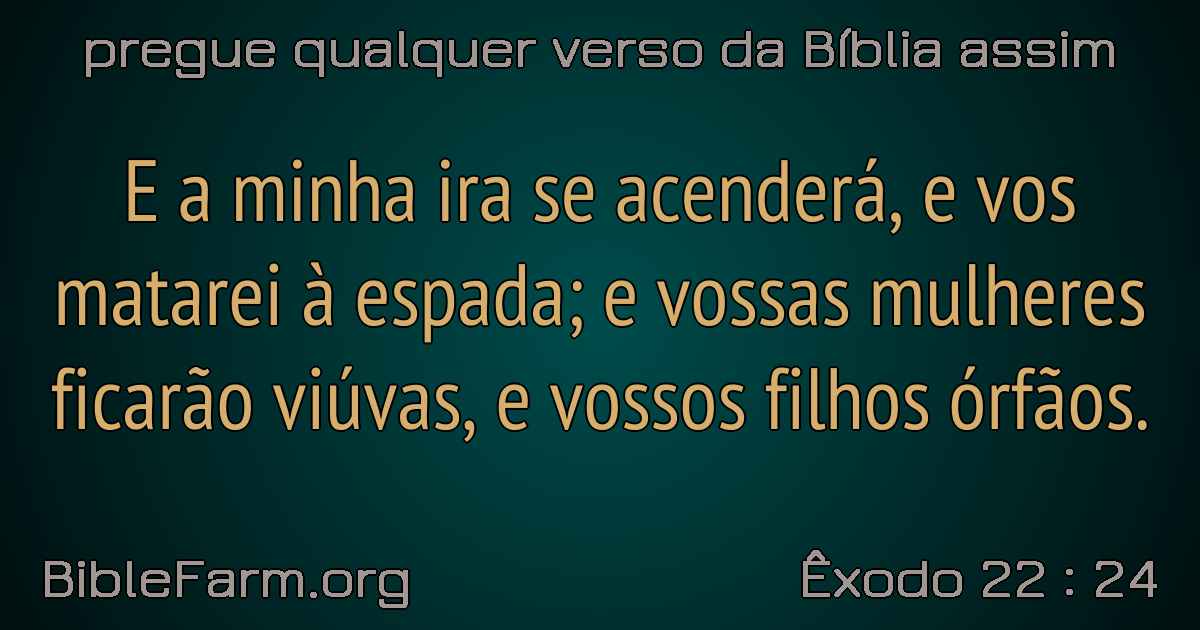 pregue qualquer verso da Bíblia assim
E a minha ira se acenderá, e vos
matarei à espada; e vossas mulheres
ficarão viúvas, e vossos filhos órfãos.
BibleFarm.org
Êxodo 22 : 24